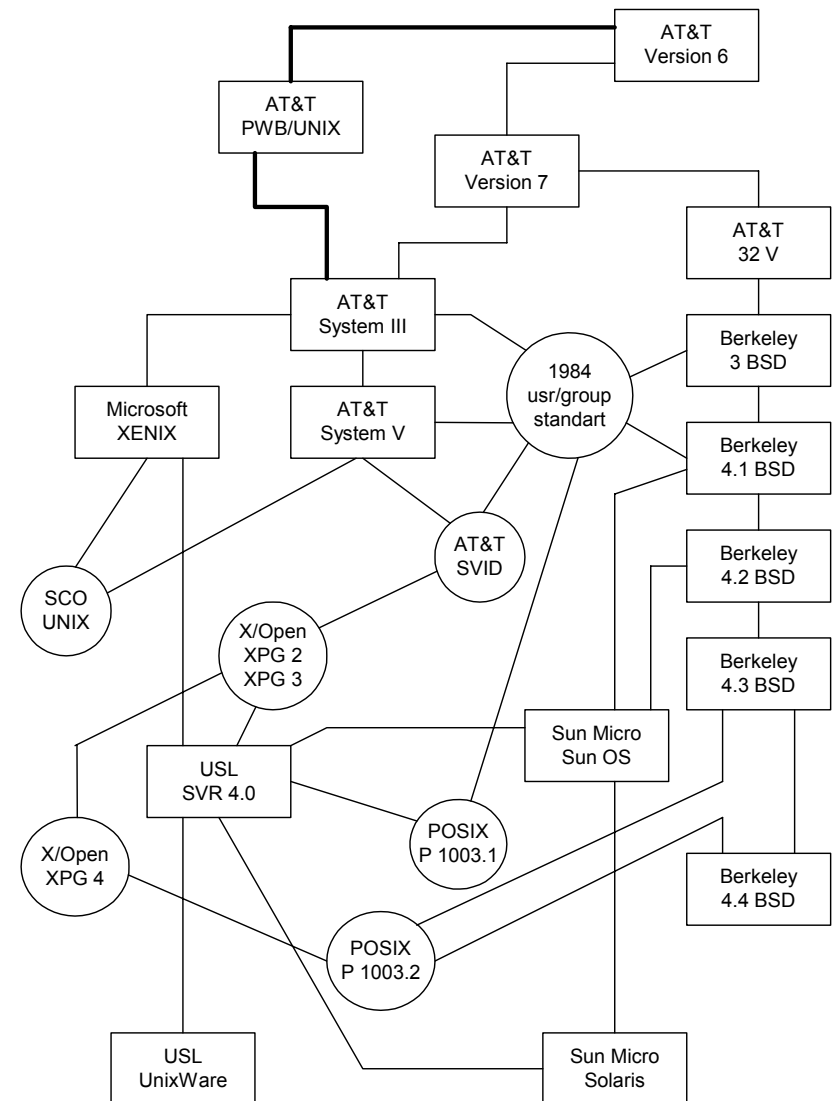 AT&T
Version 6
AT&T
PWB/UNIX
AT&T
Version 7
AT&T
32 V
AT&T
System III
Berkeley
3 BSD
1984
usr/group
standart
Microsoft
XENIX
AT&T
System V
Berkeley
4.1 BSD
AT&T
SVID
Berkeley
4.2 BSD
SCO
UNIX
X/Open
XPG 2
XPG 3
Berkeley
4.3 BSD
Sun Micro
Sun OS
USL
SVR 4.0
POSIX
P 1003.1
X/Open
XPG 4
Berkeley
4.4 BSD
POSIX
P 1003.2
USL
UnixWare
Sun Micro
Solaris